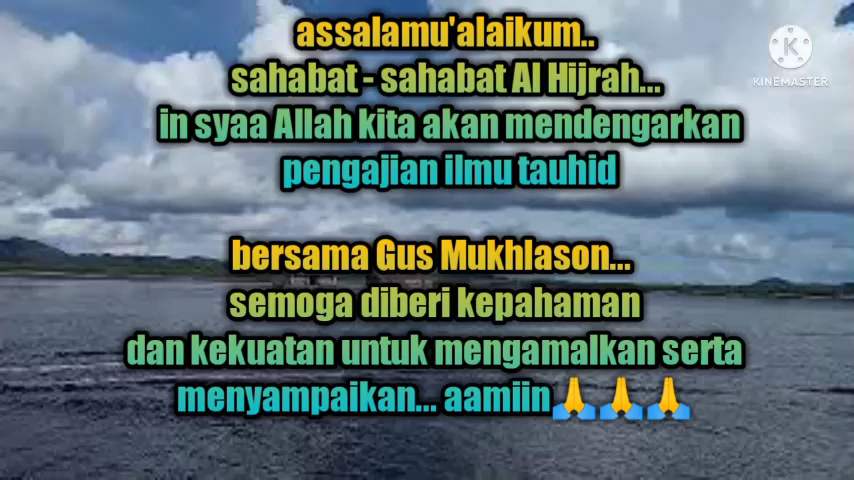 assalamu'alaikum..
sahabat - sahabat Al Hijrah...
in syaa Allah kita akan mendengarkan
pengajian ilmu tauhid
bersama Gus Mukhlason...
semoga diberi kepahaman
dan kekuatan untuk mengamalkan serta
menyampaikan... aamiin🙏🙏🙏
K
KINEMASTER